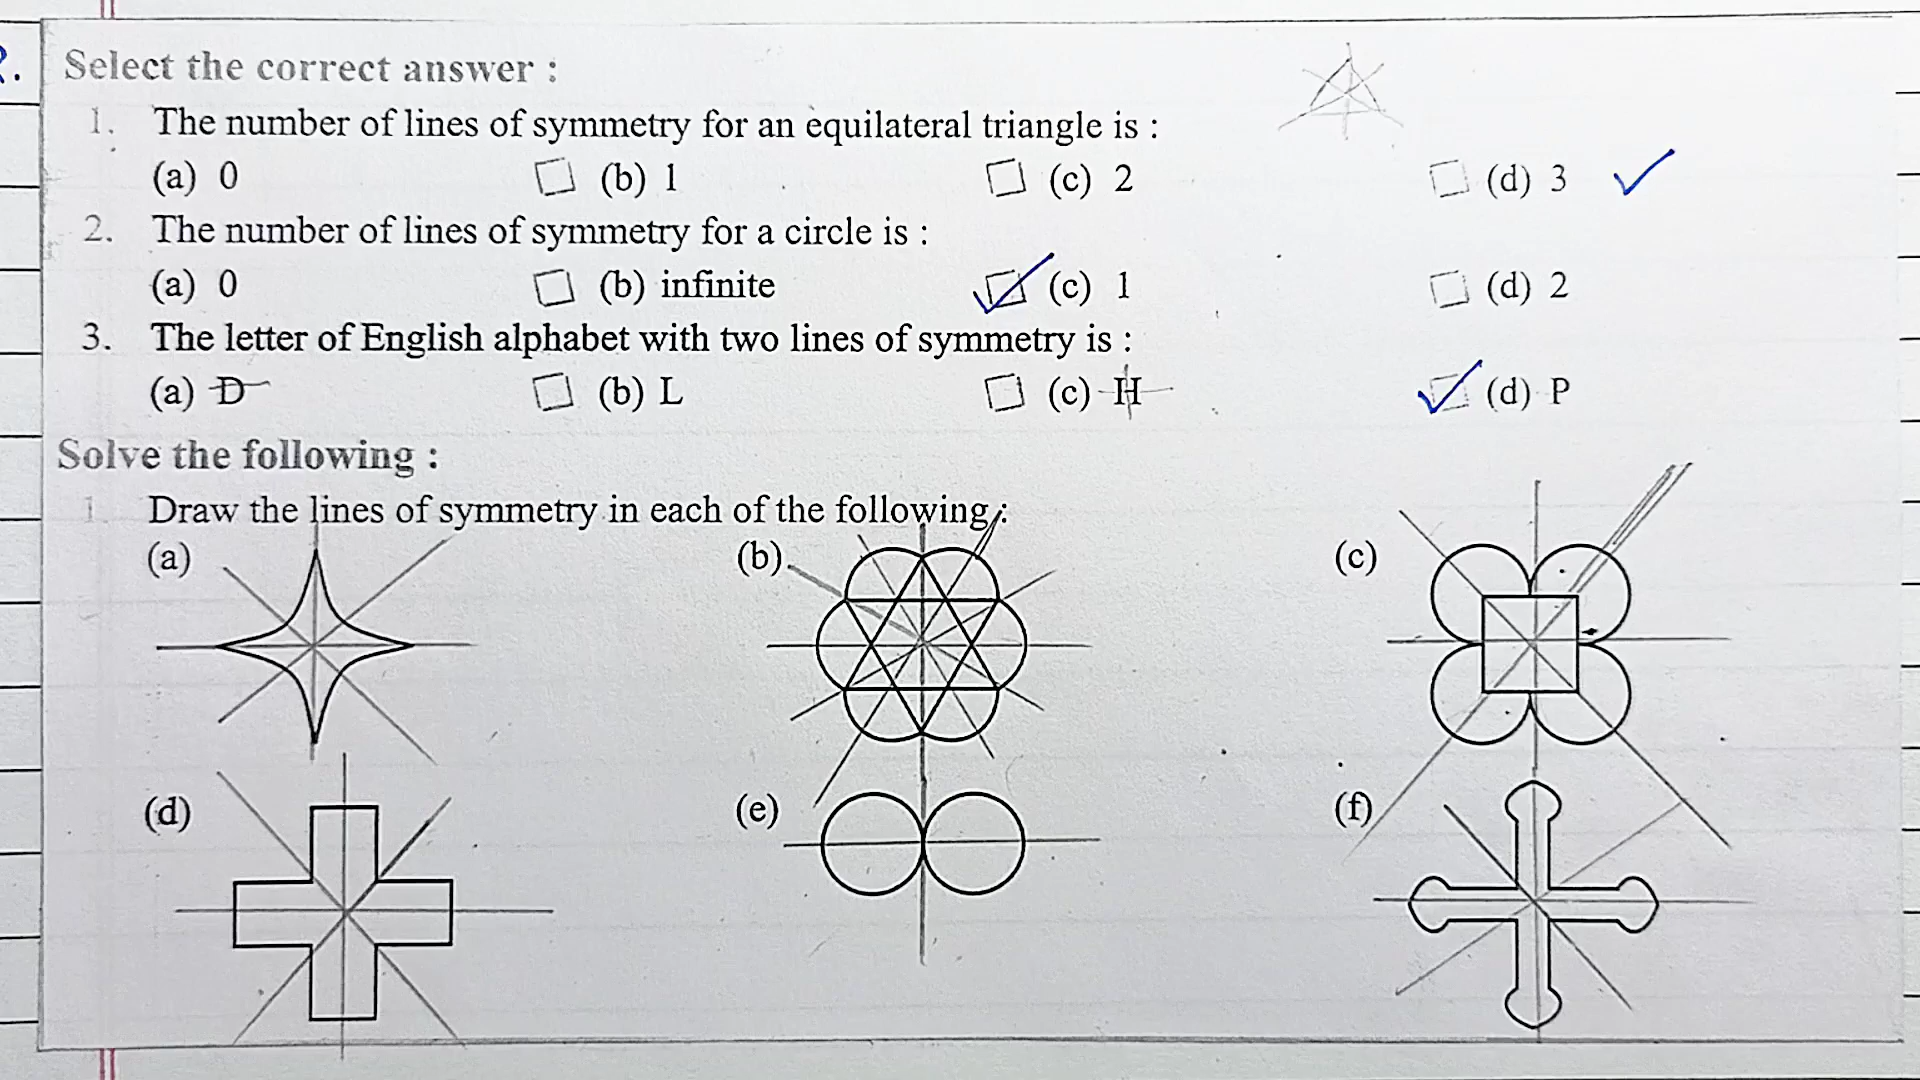 2.
Select the correct answer :
1. The number of lines of symmetry for an equilateral triangle is :
(a) 0 (b) 1 (c) 2 (d) 3
2. The number of lines of symmetry for a circle is :
(a) 0 (b) infinite (c) 1 (d) 2
3. The letter of English alphabet with two lines of symmetry is :
(a) D (b) L (c) H (d) P
Solve the following :
1. Draw the lines of symmetry in each of the following :
(a) (b) (c)
(d) (e) (f)